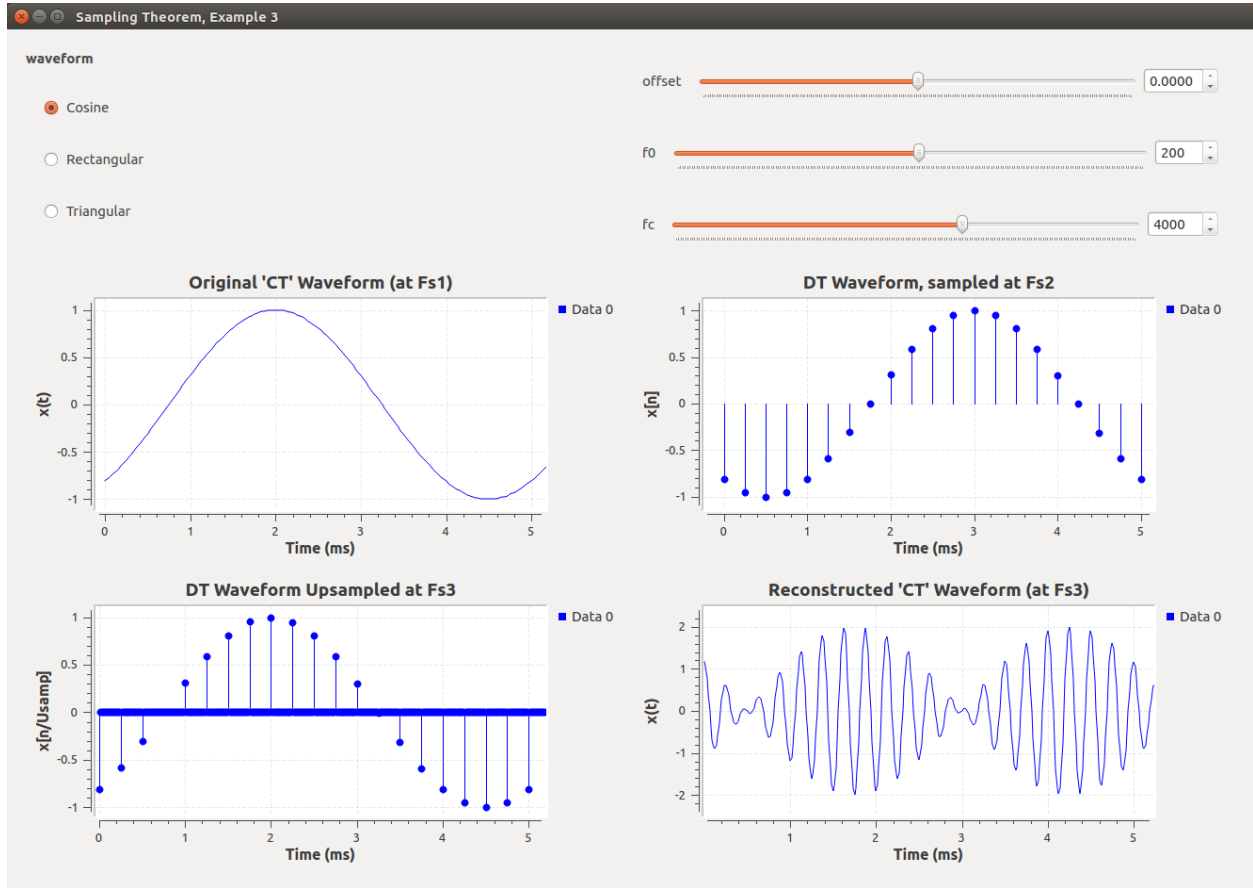 Sampling Theorem, Example 3
waveform
Cosine
Rectangular
Triangular
offset 0.0000
f0 200
fc 4000
Original 'CT' Waveform (at Fs1)
Data 0
x(t)
1
0.5
0
-0.5
-1
0 1 2 3 4 5
Time (ms)
DT Waveform, sampled at Fs2
Data 0
x[n]
1
0.5
0
-0.5
-1
0 1 2 3 4 5
Time (ms)
DT Waveform Upsampled at Fs3
Data 0
x[n/Usamp]
1
0.5
0
-0.5
-1
0 1 2 3 4 5
Time (ms)
Reconstructed 'CT' Waveform (at Fs3)
Data 0
x(t)
2
1
0
-1
-2
1 2 3 4 5
Time (ms)